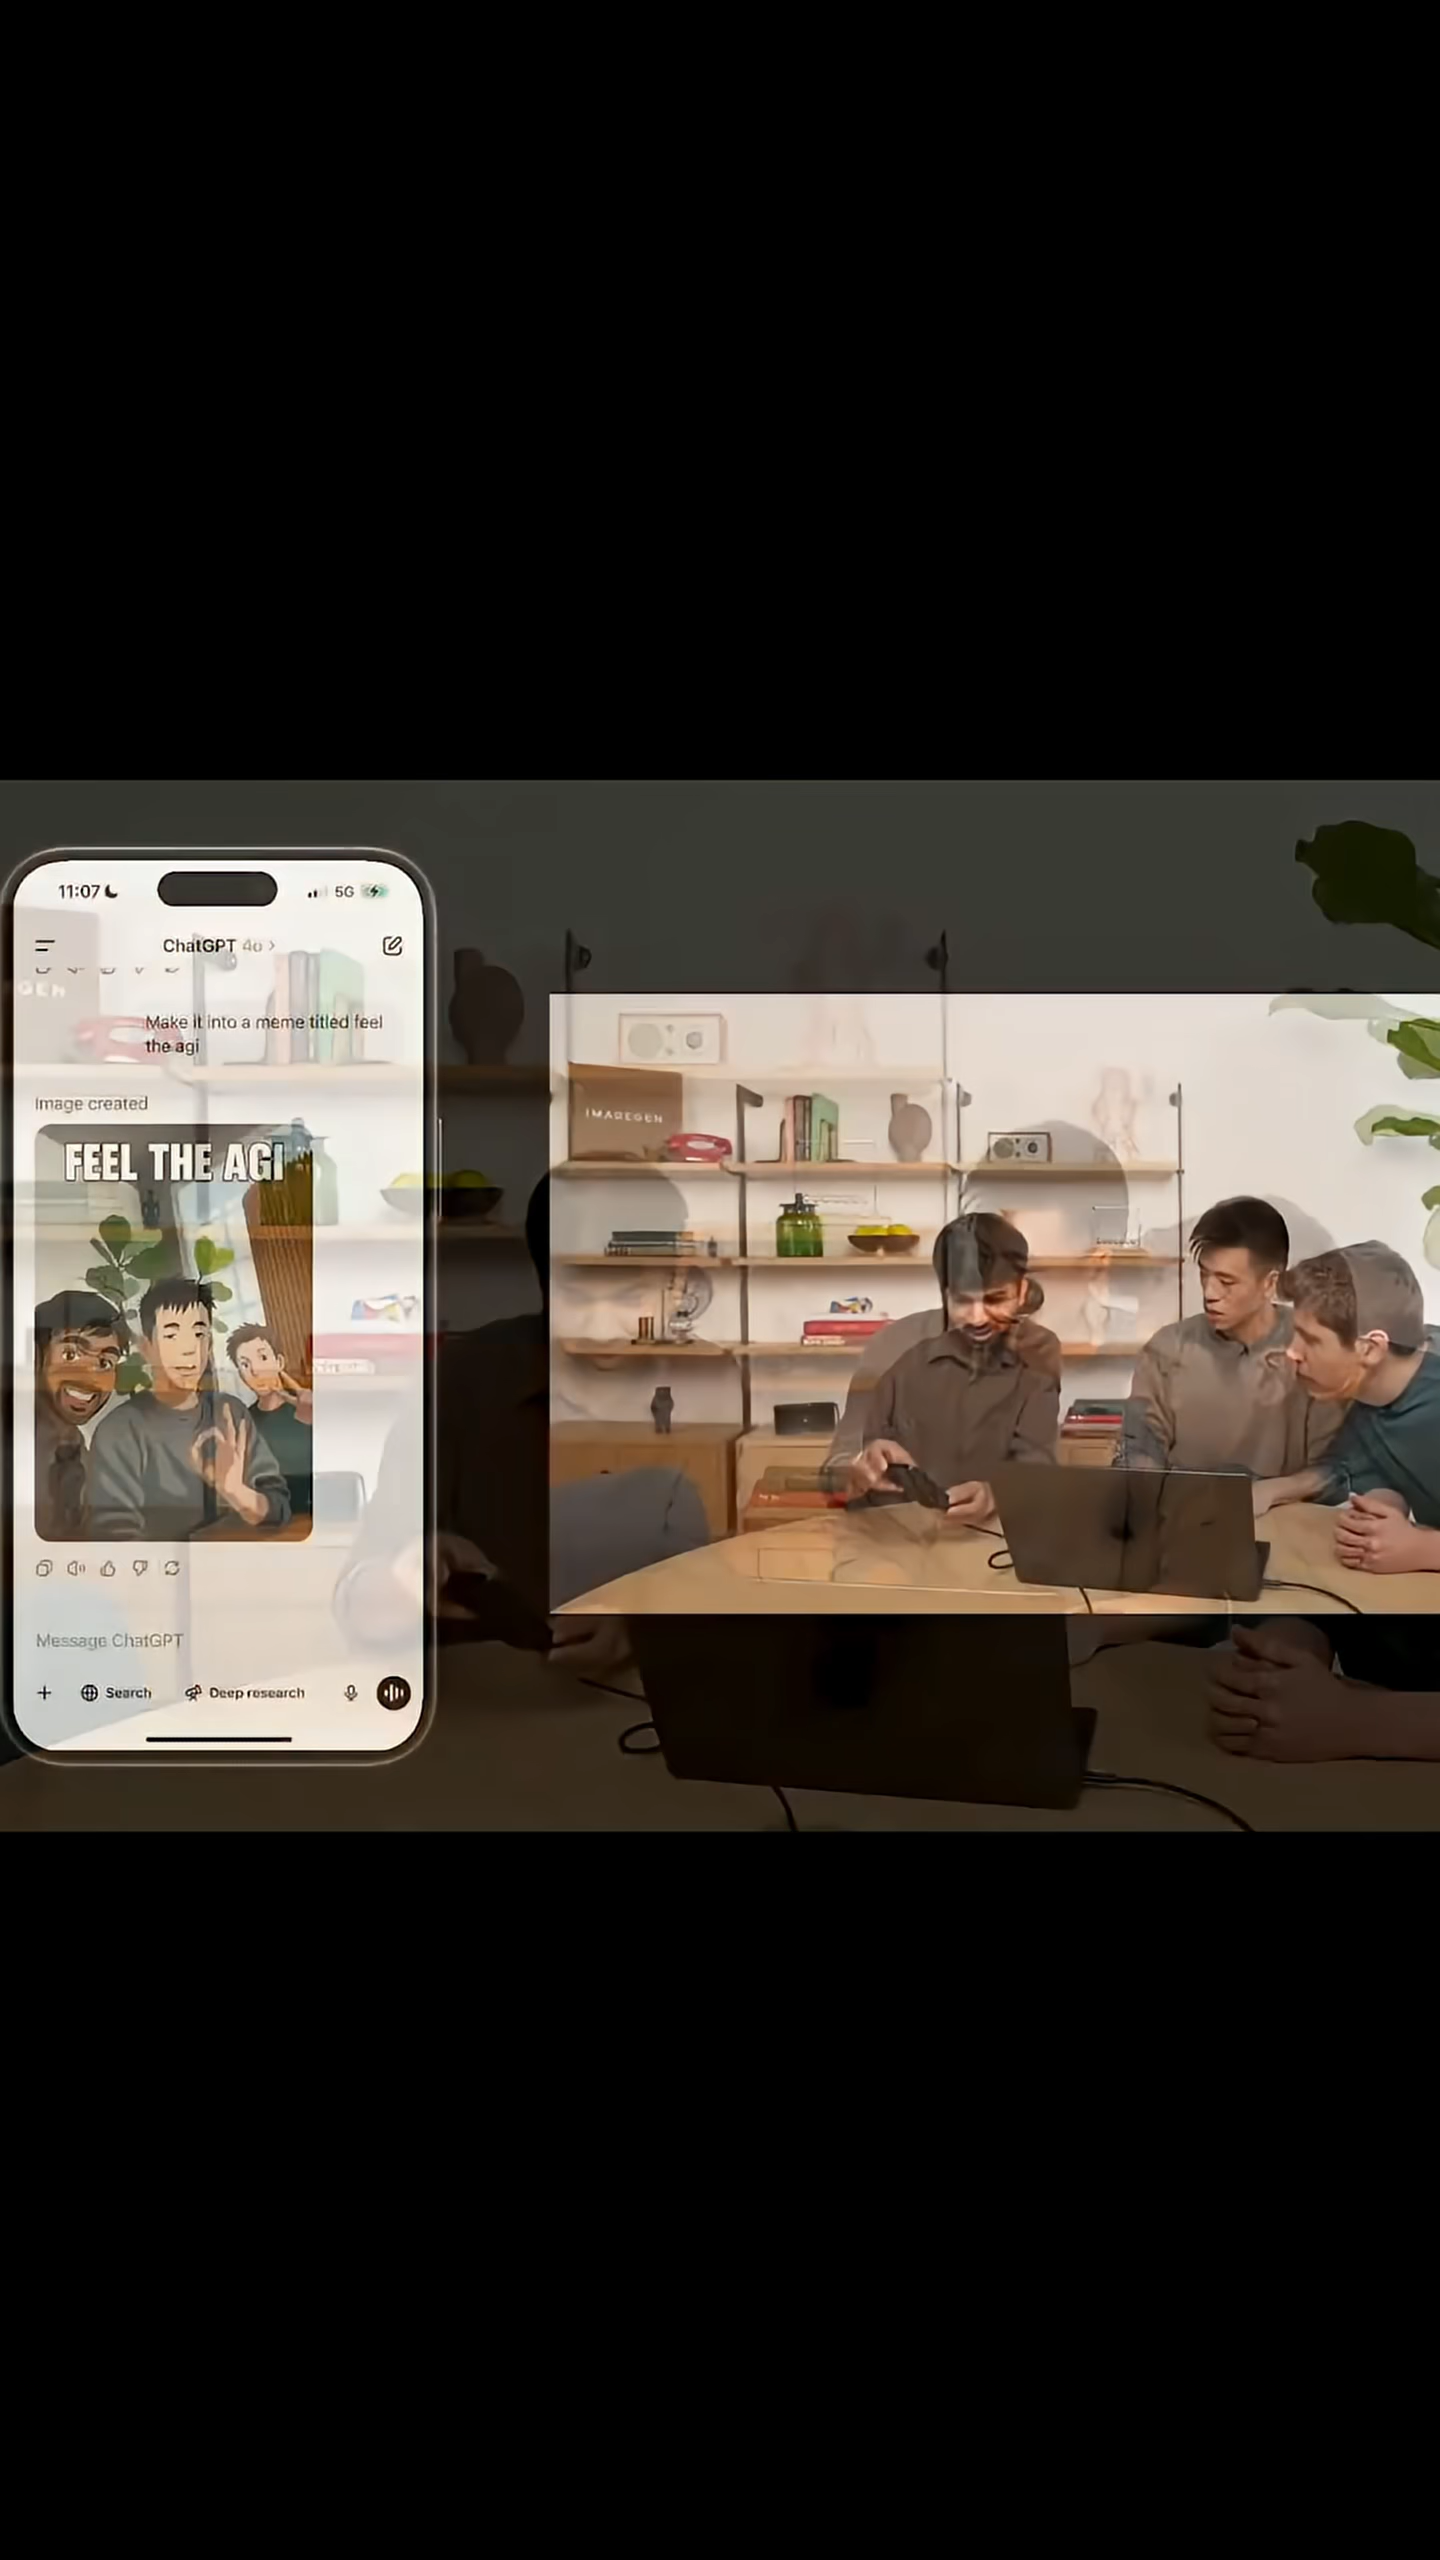 11:07
5G
ChatGPT 4o >
GEN
Make it into a meme titled feel
the agi
Image created
FEEL THE AGI
Message ChatGPT
Search
Deep research
IMAGEGEN